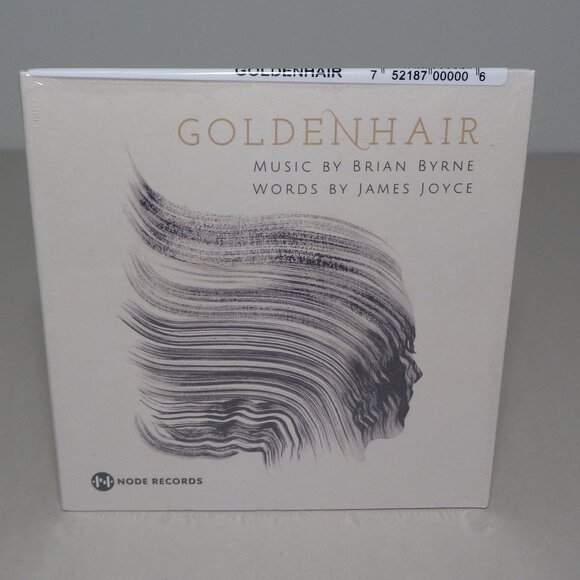 GOLDENHAIR 7 52187 00000 6
GOLDENHAIR
MUSIC BY BRIAN BYRNE
WORDS BY JAMES JOYCE
NODE RECORDS